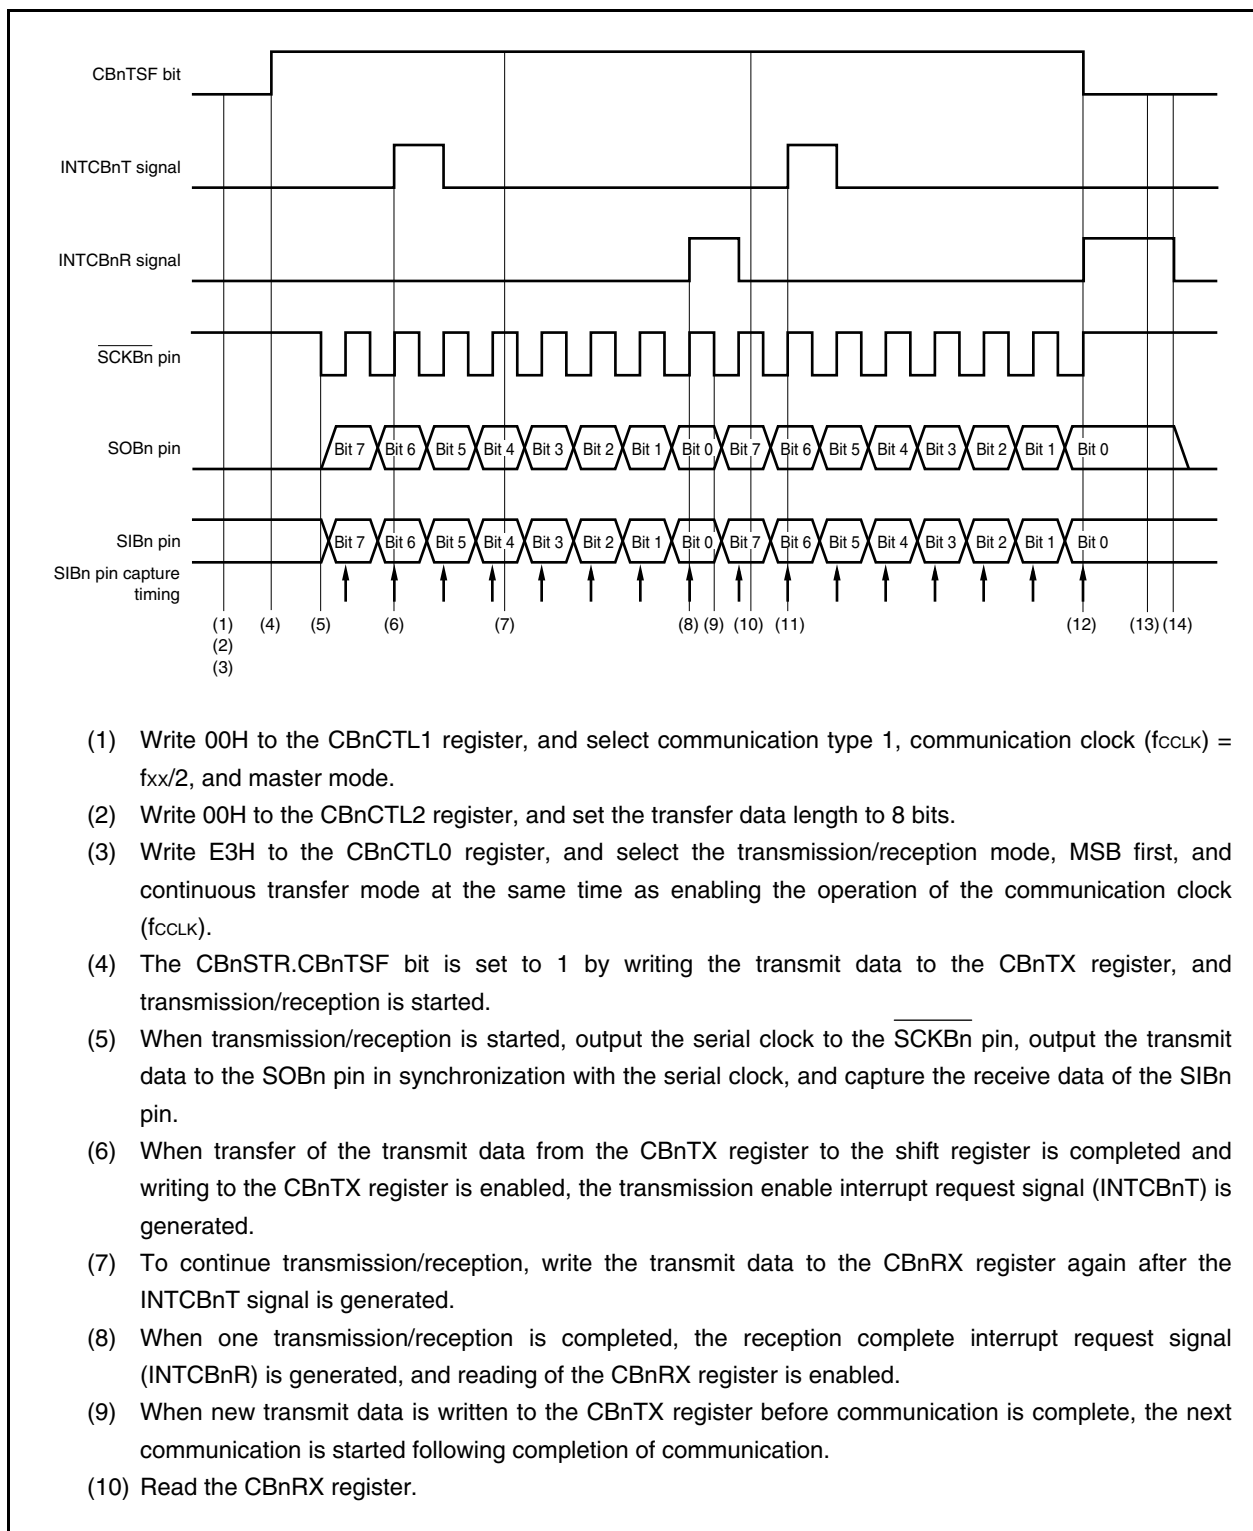 CBnTSF bit
INTCBnT signal
INTCBnR signal
SCKBn pin
SOBn pin
Bit 7 Bit 6 Bit 5 Bit 4 Bit 3 Bit 2 Bit 1 Bit 0 Bit 7 Bit 6 Bit 5 Bit 4 Bit 3 Bit 2 Bit 1 Bit 0
SIBn pin
Bit 7 Bit 6 Bit 5 Bit 4 Bit 3 Bit 2 Bit 1 Bit 0 Bit 7 Bit 6 Bit 5 Bit 4 Bit 3 Bit 2 Bit 1 Bit 0
SIBn pin capture
timing
(1) (4) (5) (6) (7) (8) (9) (10) (11) (12) (13) (14)
(2)
(3)
(1) Write 00H to the CBnCTL1 register, and select communication type 1, communication clock (fCCLK) =
fXX/2, and master mode.
(2) Write 00H to the CBnCTL2 register, and set the transfer data length to 8 bits.
(3) Write E3H to the CBnCTL0 register, and select the transmission/reception mode, MSB first, and
continuous transfer mode at the same time as enabling the operation of the communication clock
(fCCLK).
(4) The CBnSTR.CBnTSF bit is set to 1 by writing the transmit data to the CBnTX register, and
transmission/reception is started.
(5) When transmission/reception is started, output the serial clock to the SCKBn pin, output the transmit
data to the SOBn pin in synchronization with the serial clock, and capture the receive data of the SIBn
pin.
(6) When transfer of the transmit data from the CBnTX register to the shift register is completed and
writing to the CBnTX register is enabled, the transmission enable interrupt request signal (INTCBnT) is
generated.
(7) To continue transmission/reception, write the transmit data to the CBnRX register again after the
INTCBnT signal is generated.
(8) When one transmission/reception is completed, the reception complete interrupt request signal
(INTCBnR) is generated, and reading of the CBnRX register is enabled.
(9) When new transmit data is written to the CBnTX register before communication is complete, the next
communication is started following completion of communication.
(10) Read the CBnRX register.